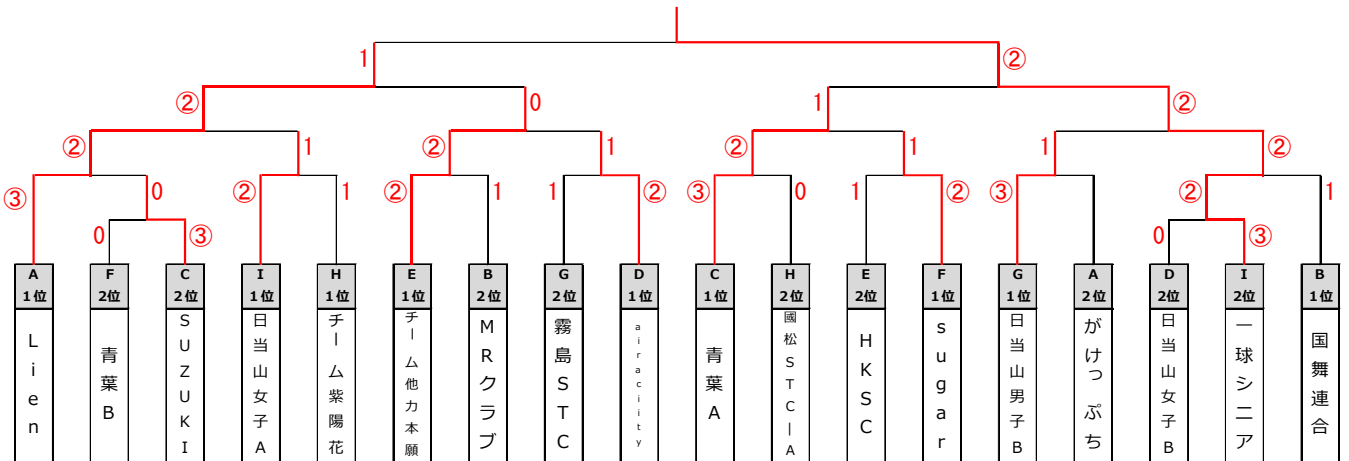 1
②
②
0
1
②
②
1
②
1
②
1
1
②
③
0
②
1
②
1
1
②
③
0
1
②
③
②
1
0
③
0
③
A
1位
F
2位
C
2位
I
1位
H
1位
E
1位
B
2位
G
2位
D
1位
C
1位
H
2位
E
2位
F
1位
G
1位
A
2位
D
2位
I
2位
B
1位
Lien
青葉B
SUZUKI
日当山女子A
チーム紫陽花
チーム他力本願
MRクラブ
霧島STC
airaciity
青葉A
國松STCーA
HKSC
sugar
日当山男子B
がけっぷち
日当山女子B
一球シニア
国舞連合